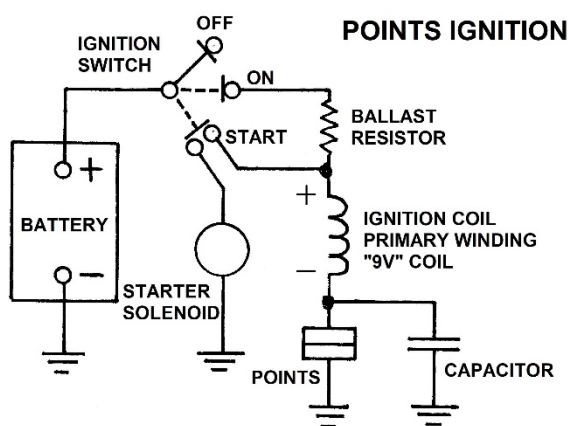 POINTS IGNITION
OFF
IGNITION
SWITCH
ON
START
BALLAST
RESISTOR
+
BATTERY
−
+
IGNITION COIL
PRIMARY WINDING
"9V" COIL
−
STARTER
SOLENOID
POINTS
CAPACITOR